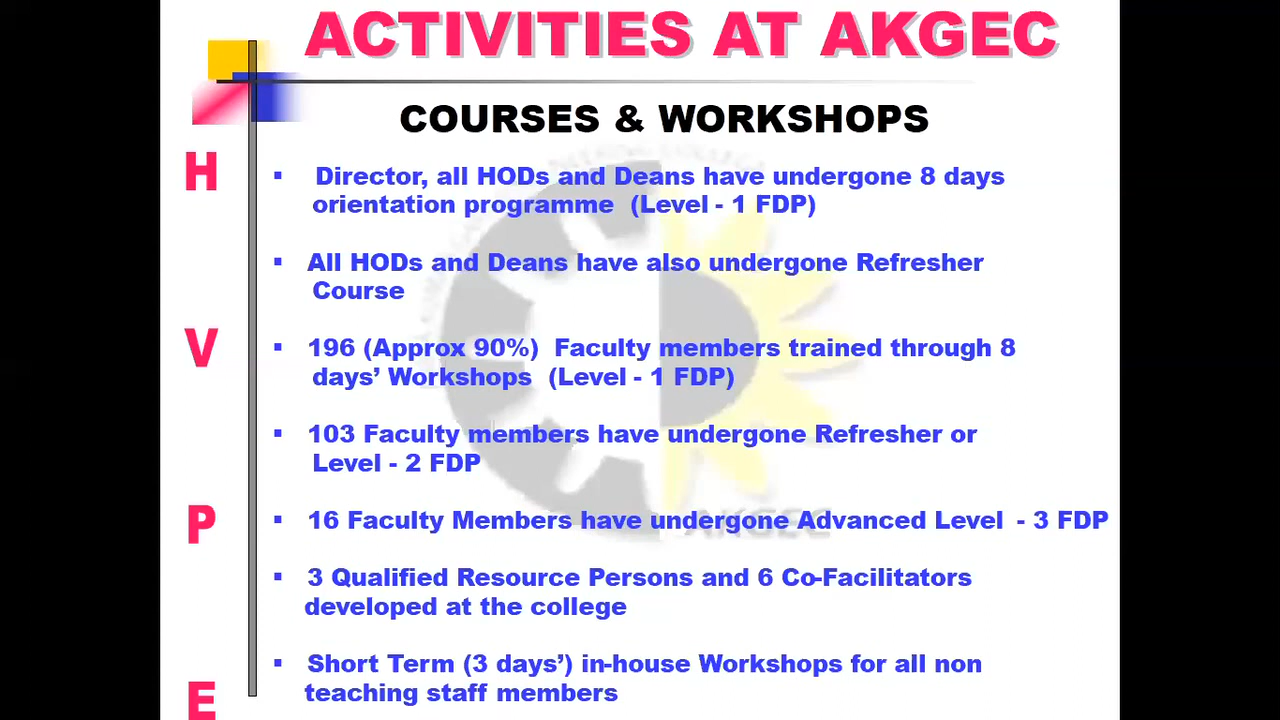 ACTIVITIES AT AKGEC
COURSES & WORKSHOPS
H
V
P
E
▪ Director, all HODs and Deans have undergone 8 days
orientation programme (Level - 1 FDP)
▪ All HODs and Deans have also undergone Refresher
Course
▪ 196 (Approx 90%) Faculty members trained through 8
days’ Workshops (Level - 1 FDP)
▪ 103 Faculty members have undergone Refresher or
Level - 2 FDP
▪ 16 Faculty Members have undergone Advanced Level - 3 FDP
▪ 3 Qualified Resource Persons and 6 Co-Facilitators
developed at the college
▪ Short Term (3 days’) in-house Workshops for all non
teaching staff members
AKGEC